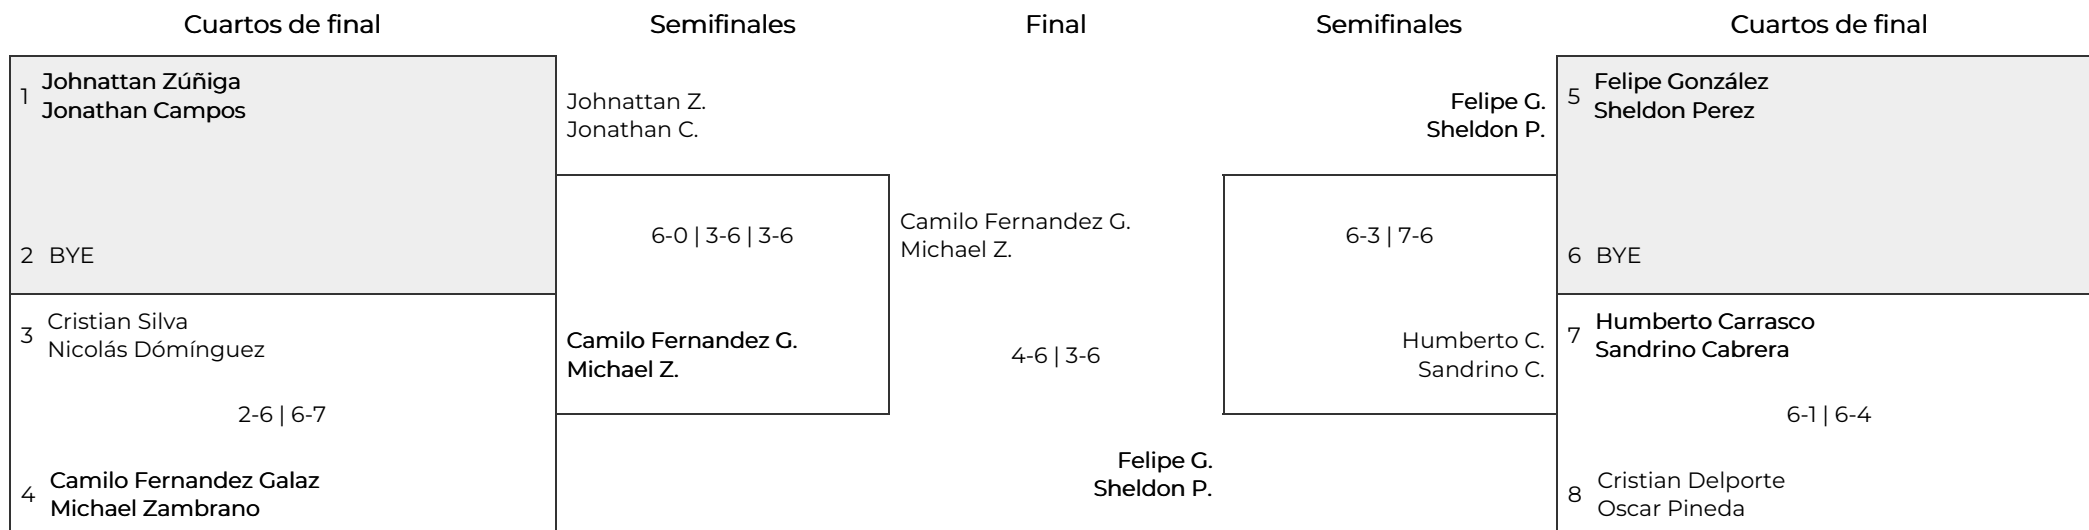 Cuartos de final
Semifinales
Final
Semifinales
Cuartos de final
1
Johnattan Zúñiga
Jonathan Campos
2 BYE
3
Cristian Silva
Nicolás Dómínguez
2-6 | 6-7
4
Camilo Fernandez Galaz
Michael Zambrano
Johnattan Z.
Jonathan C.
6-0 | 3-6 | 3-6
Camilo Fernandez G.
Michael Z.
Camilo Fernandez G.
Michael Z.
4-6 | 3-6
Felipe G.
Sheldon P.
Felipe G.
Sheldon P.
6-3 | 7-6
Humberto C.
Sandrino C.
5
Felipe González
Sheldon Perez
6 BYE
7
Humberto Carrasco
Sandrino Cabrera
6-1 | 6-4
8
Cristian Delporte
Oscar Pineda